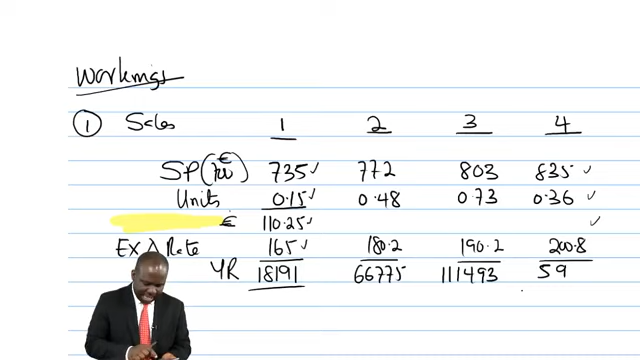 Workings
① Sales 1 2 3 4
SP(€) 735 ✓ 772 803 835 ✓
Units 0.15 ✓ 0.48 0.73 0.36 ✓
€ 110.25 ✓ ✓
Ex Δ Rate 165 ✓ 180.2 190.2 200.8
YR 18191 66775 111493 59